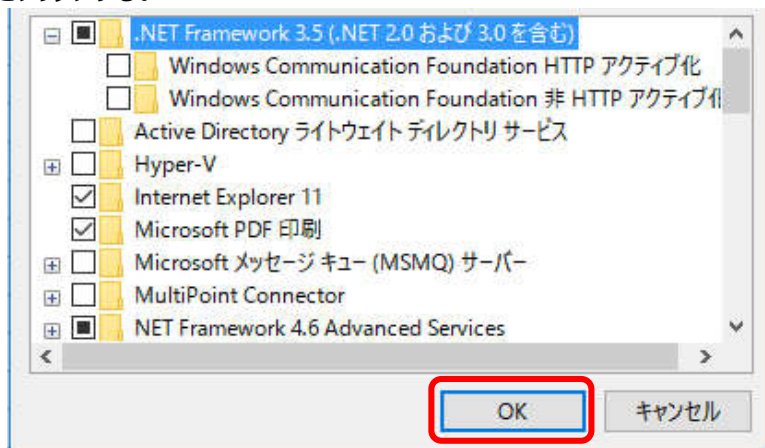 .NET Framework 3.5 (.NET 2.0 および 3.0 を含む)
Windows Communication Foundation HTTP アクティブ化
Windows Communication Foundation 非 HTTP アクティブ化
Active Directory ライトウェイト ディレクトリ サービス
Hyper-V
Internet Explorer 11
Microsoft PDF 印刷
Microsoft メッセージ キュー (MSMQ) サーバー
MultiPoint Connector
NET Framework 4.6 Advanced Services
OK
キャンセル